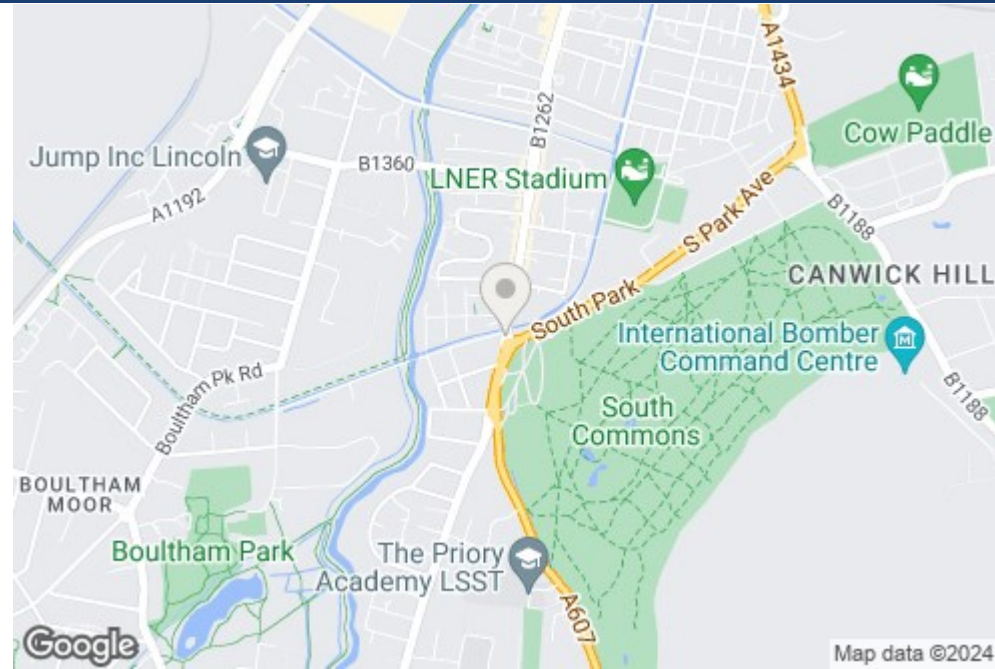 A1434
Cow Paddle
B1262
Jump Inc Lincoln
B1360
LNER Stadium
A1192
S Park Ave
B1188
CANWICK HILL
South Park
International Bomber
Command Centre
Boultham Pk Rd
South
Commons
B1188
BOULTHAM
MOOR
Boultham Park
The Priory
Academy LSST
A607
Google
Map data ©2024